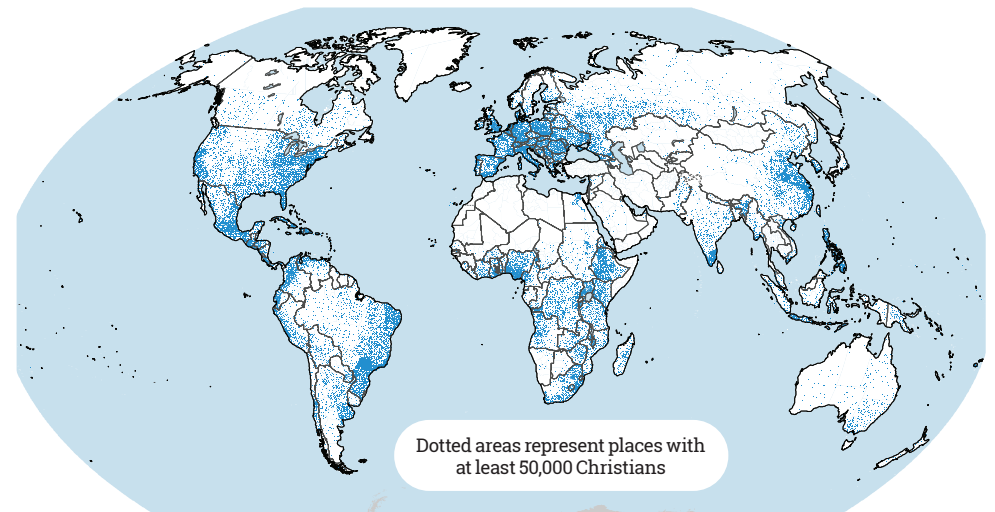 Dotted areas represent places with
at least 50,000 Christians